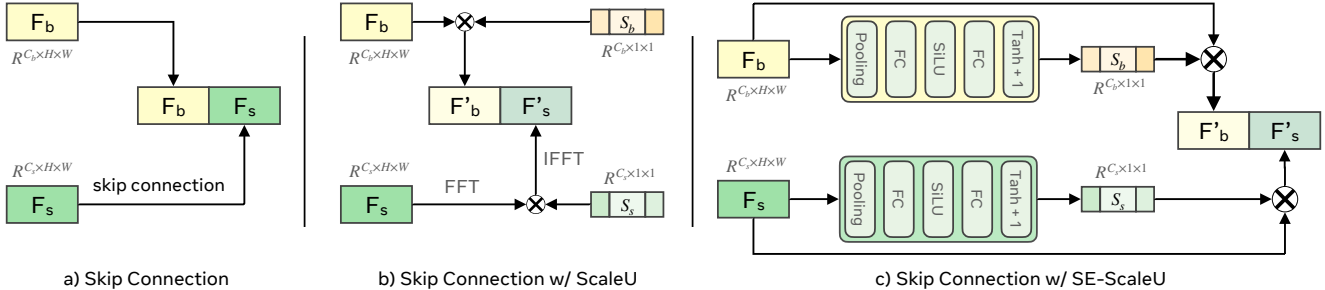 F_b
R^{C_b×H×W}
F_b F_s
R^{C_s×H×W}
skip connection
F_s
a) Skip Connection
F_b
R^{C_b×H×W}
S_b
R^{C_b×1×1}
F'_b F'_s
IFFT
R^{C_s×H×W}
FFT
R^{C_s×1×1}
F_s
S_s
b) Skip Connection w/ ScaleU
F_b
R^{C_b×H×W}
Pooling
FC
SiLU
FC
Tanh + 1
S_b
R^{C_b×1×1}
F'_b F'_s
R^{C_s×H×W}
F_s
Pooling
FC
SiLU
FC
Tanh + 1
R^{C_s×1×1}
S_s
c) Skip Connection w/ SE-ScaleU